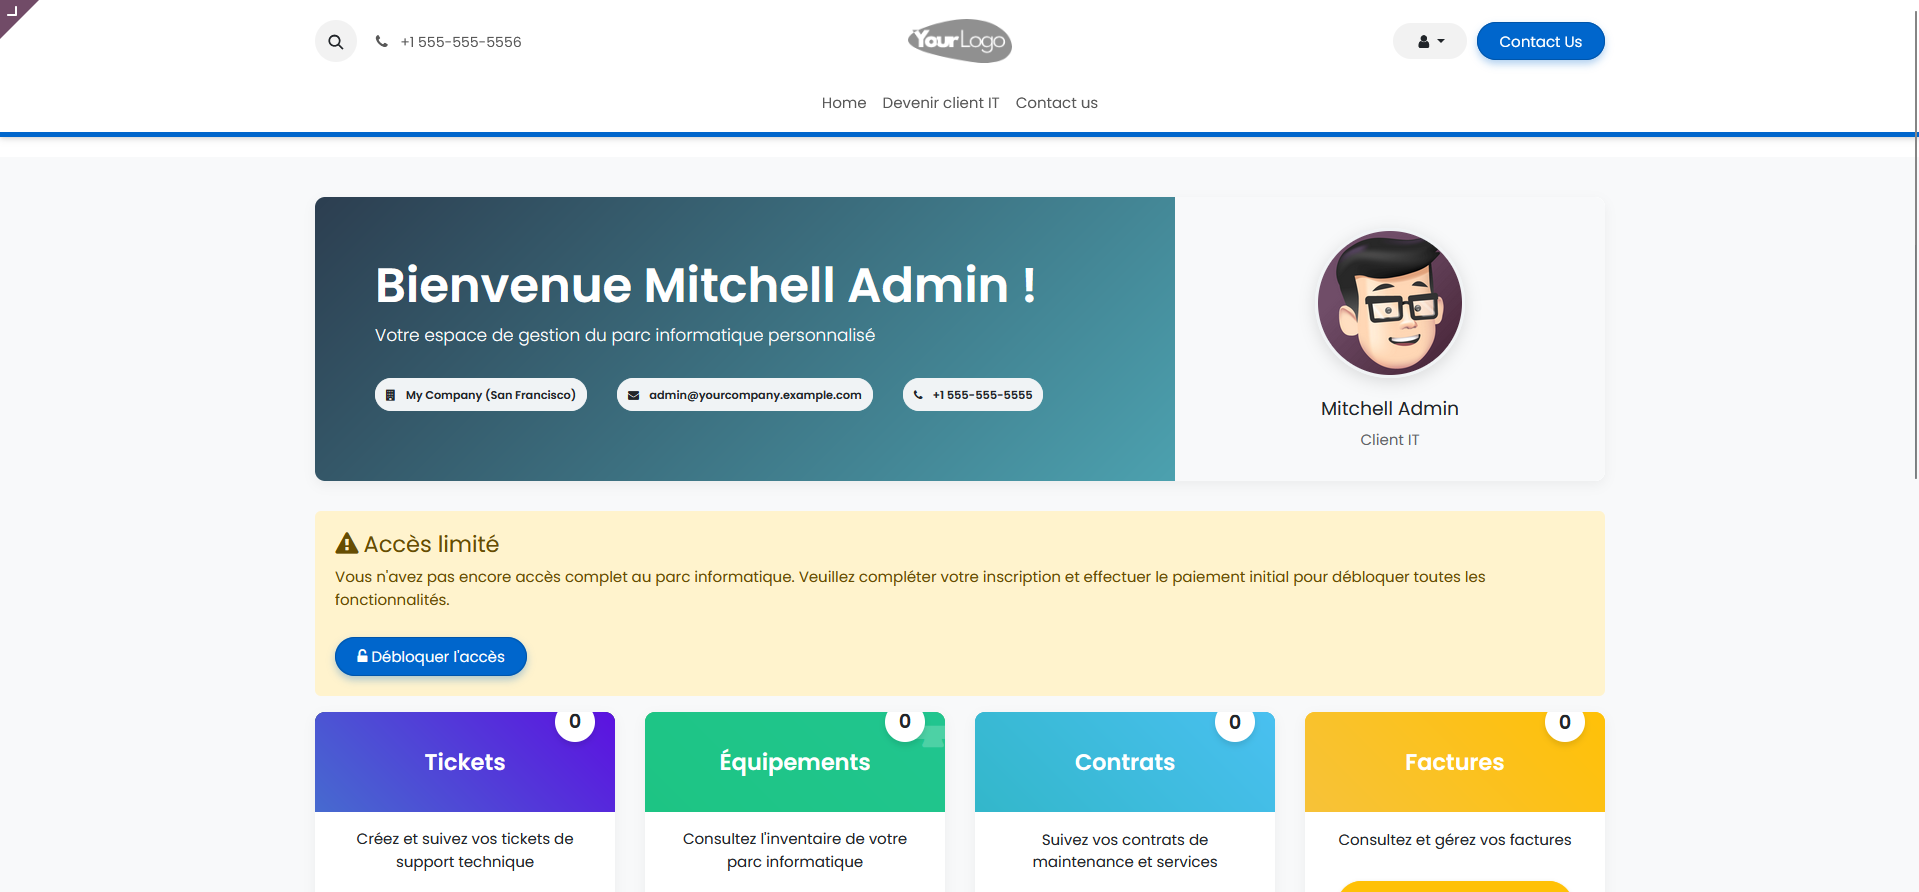 +1 555-555-5556
YourLogo
Contact Us
Home
Devenir client IT
Contact us
Bienvenue Mitchell Admin !
Votre espace de gestion du parc informatique personnalisé
My Company (San Francisco)
admin@yourcompany.example.com
+1 555-555-5555
Mitchell Admin
Client IT
Accès limité
Vous n'avez pas encore accès complet au parc informatique. Veuillez compléter votre inscription et effectuer le paiement initial pour débloquer toutes les
fonctionnalités.
Débloquer l'accès
0
Tickets
Créez et suivez vos tickets de
support technique
0
Équipements
Consultez l'inventaire de votre
parc informatique
0
Contrats
Suivez vos contrats de
maintenance et services
0
Factures
Consultez et gérez vos factures